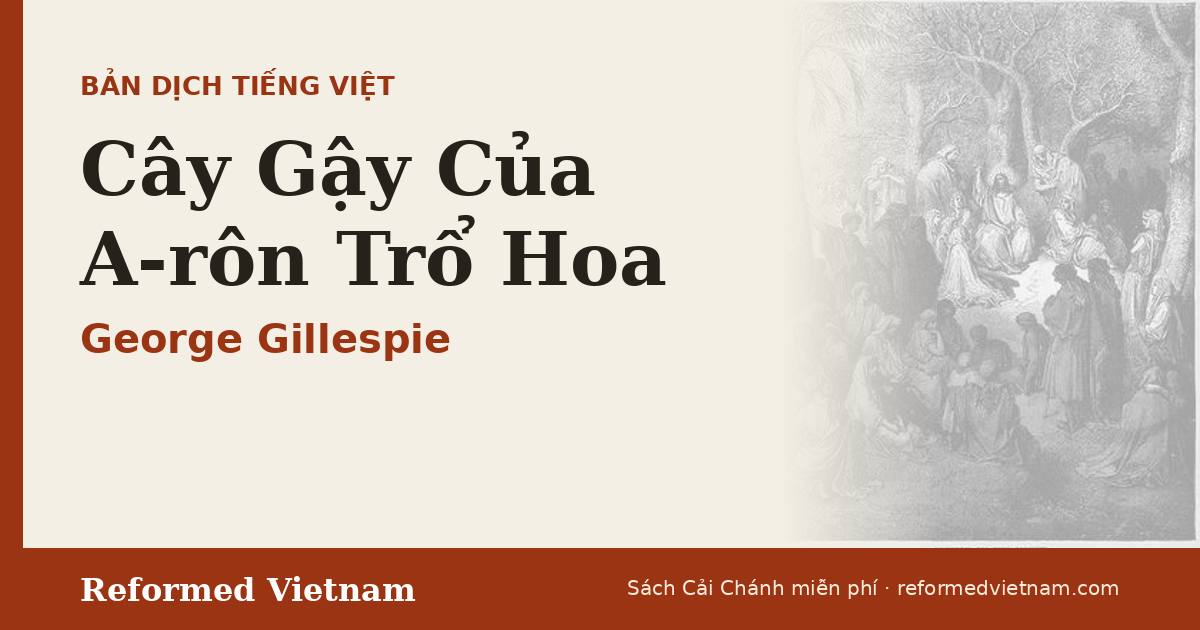 BẢN DỊCH TIẾNG VIỆT
Cây Gậy Của
A-rôn Trổ Hoa
George Gillespie
Reformed Vietnam
Sách Cải Chánh miễn phí · reformedvietnam.com